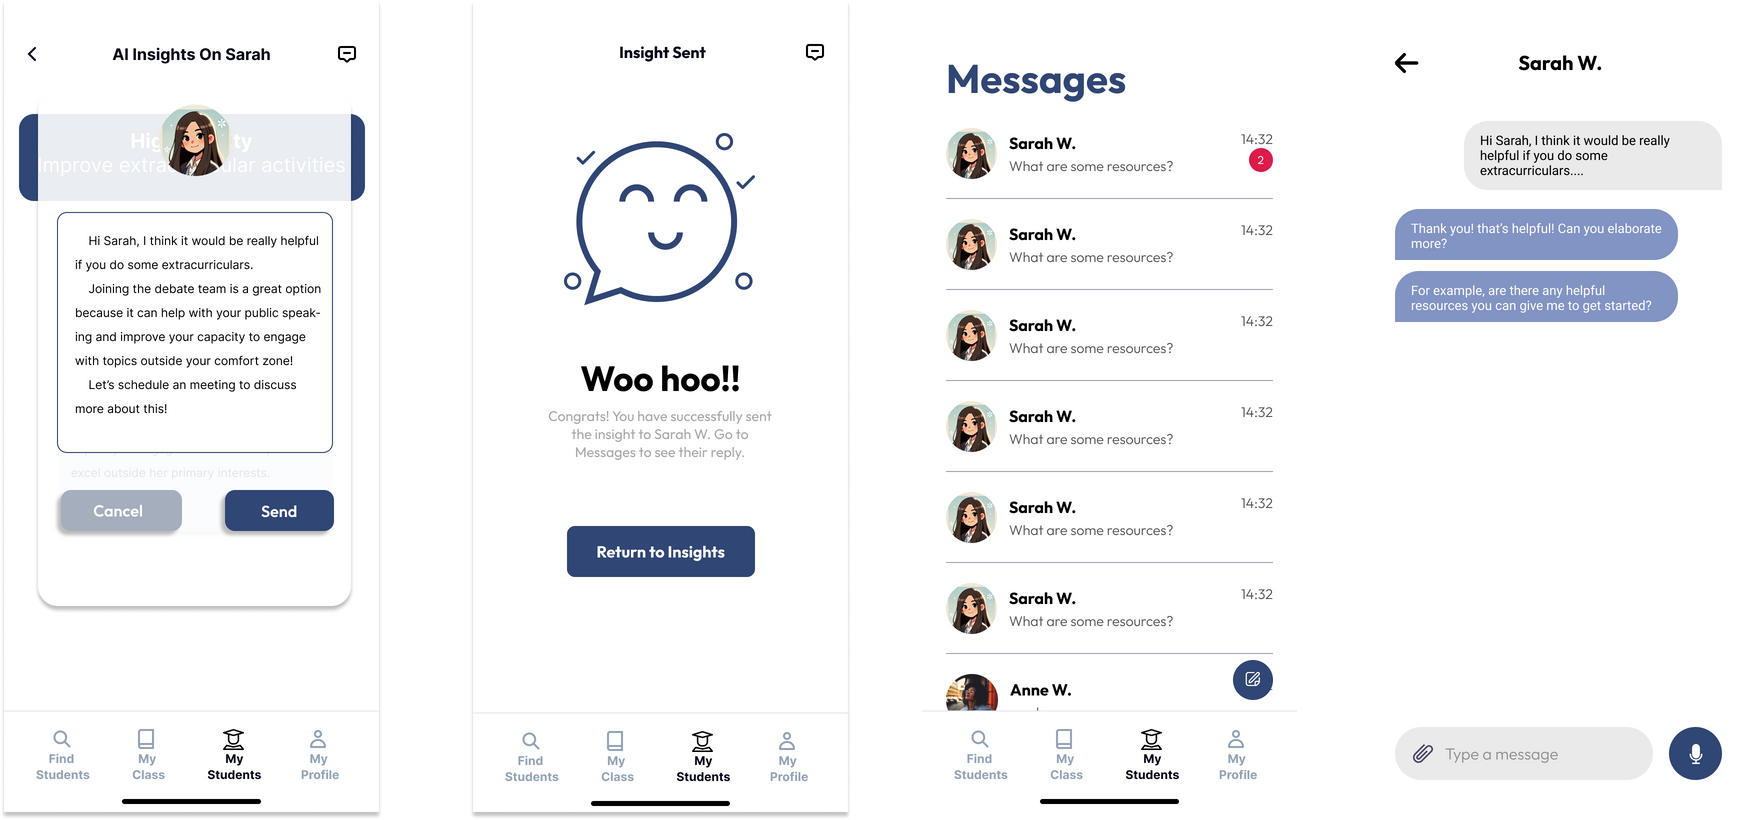 AI Insights On Sarah
Improve extra ular activities
Hi Sarah, I think it would be really helpful
if you do some extracurriculars.
Joining the debate team is a great option
because it can help with your public speak-
ing and improve your capacity to engage
with topics outside your comfort zone!
Let's schedule an meeting to discuss
more about this!
excel outside her primary interests.
Cancel
Send
Find
Students
My
Class
My
Students
My
Profile
Insight Sent
Woo hoo!!
Congrats! You have successfully sent
the insight to Sarah W. Go to
Messages to see their reply.
Return to Insights
Find
Students
My
Class
My
Students
My
Profile
Messages
Sarah W.
14:32
What are some resources?
2
Sarah W.
14:32
What are some resources?
Sarah W.
14:32
What are some resources?
Sarah W.
14:32
What are some resources?
Sarah W.
14:32
What are some resources?
Sarah W.
14:32
What are some resources?
Anne W.
Find
Students
My
Class
My
Students
My
Profile
Sarah W.
Hi Sarah, I think it would be really
helpful if you do some
extracurriculars....
Thank you! that's helpful! Can you elaborate
more?
For example, are there any helpful
resources you can give me to get started?
Type a message